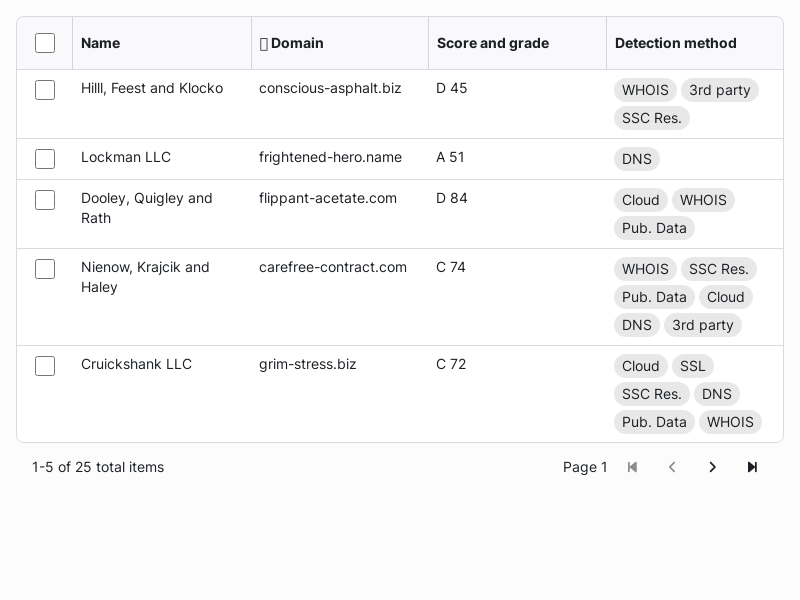 Name Domain Score and grade Detection method
Hilll, Feest and Klocko conscious-asphalt.biz D 45 WHOIS 3rd party
SSC Res.
Lockman LLC frightened-hero.name A 51 DNS
Dooley, Quigley and flippant-acetate.com D 84 Cloud WHOIS
Rath Pub. Data
Nienow, Krajcik and carefree-contract.com C 74 WHOIS SSC Res.
Haley Pub. Data Cloud
DNS 3rd party
Cruickshank LLC grim-stress.biz C 72 Cloud SSL
SSC Res. DNS
Pub. Data WHOIS
1-5 of 25 total items Page 1